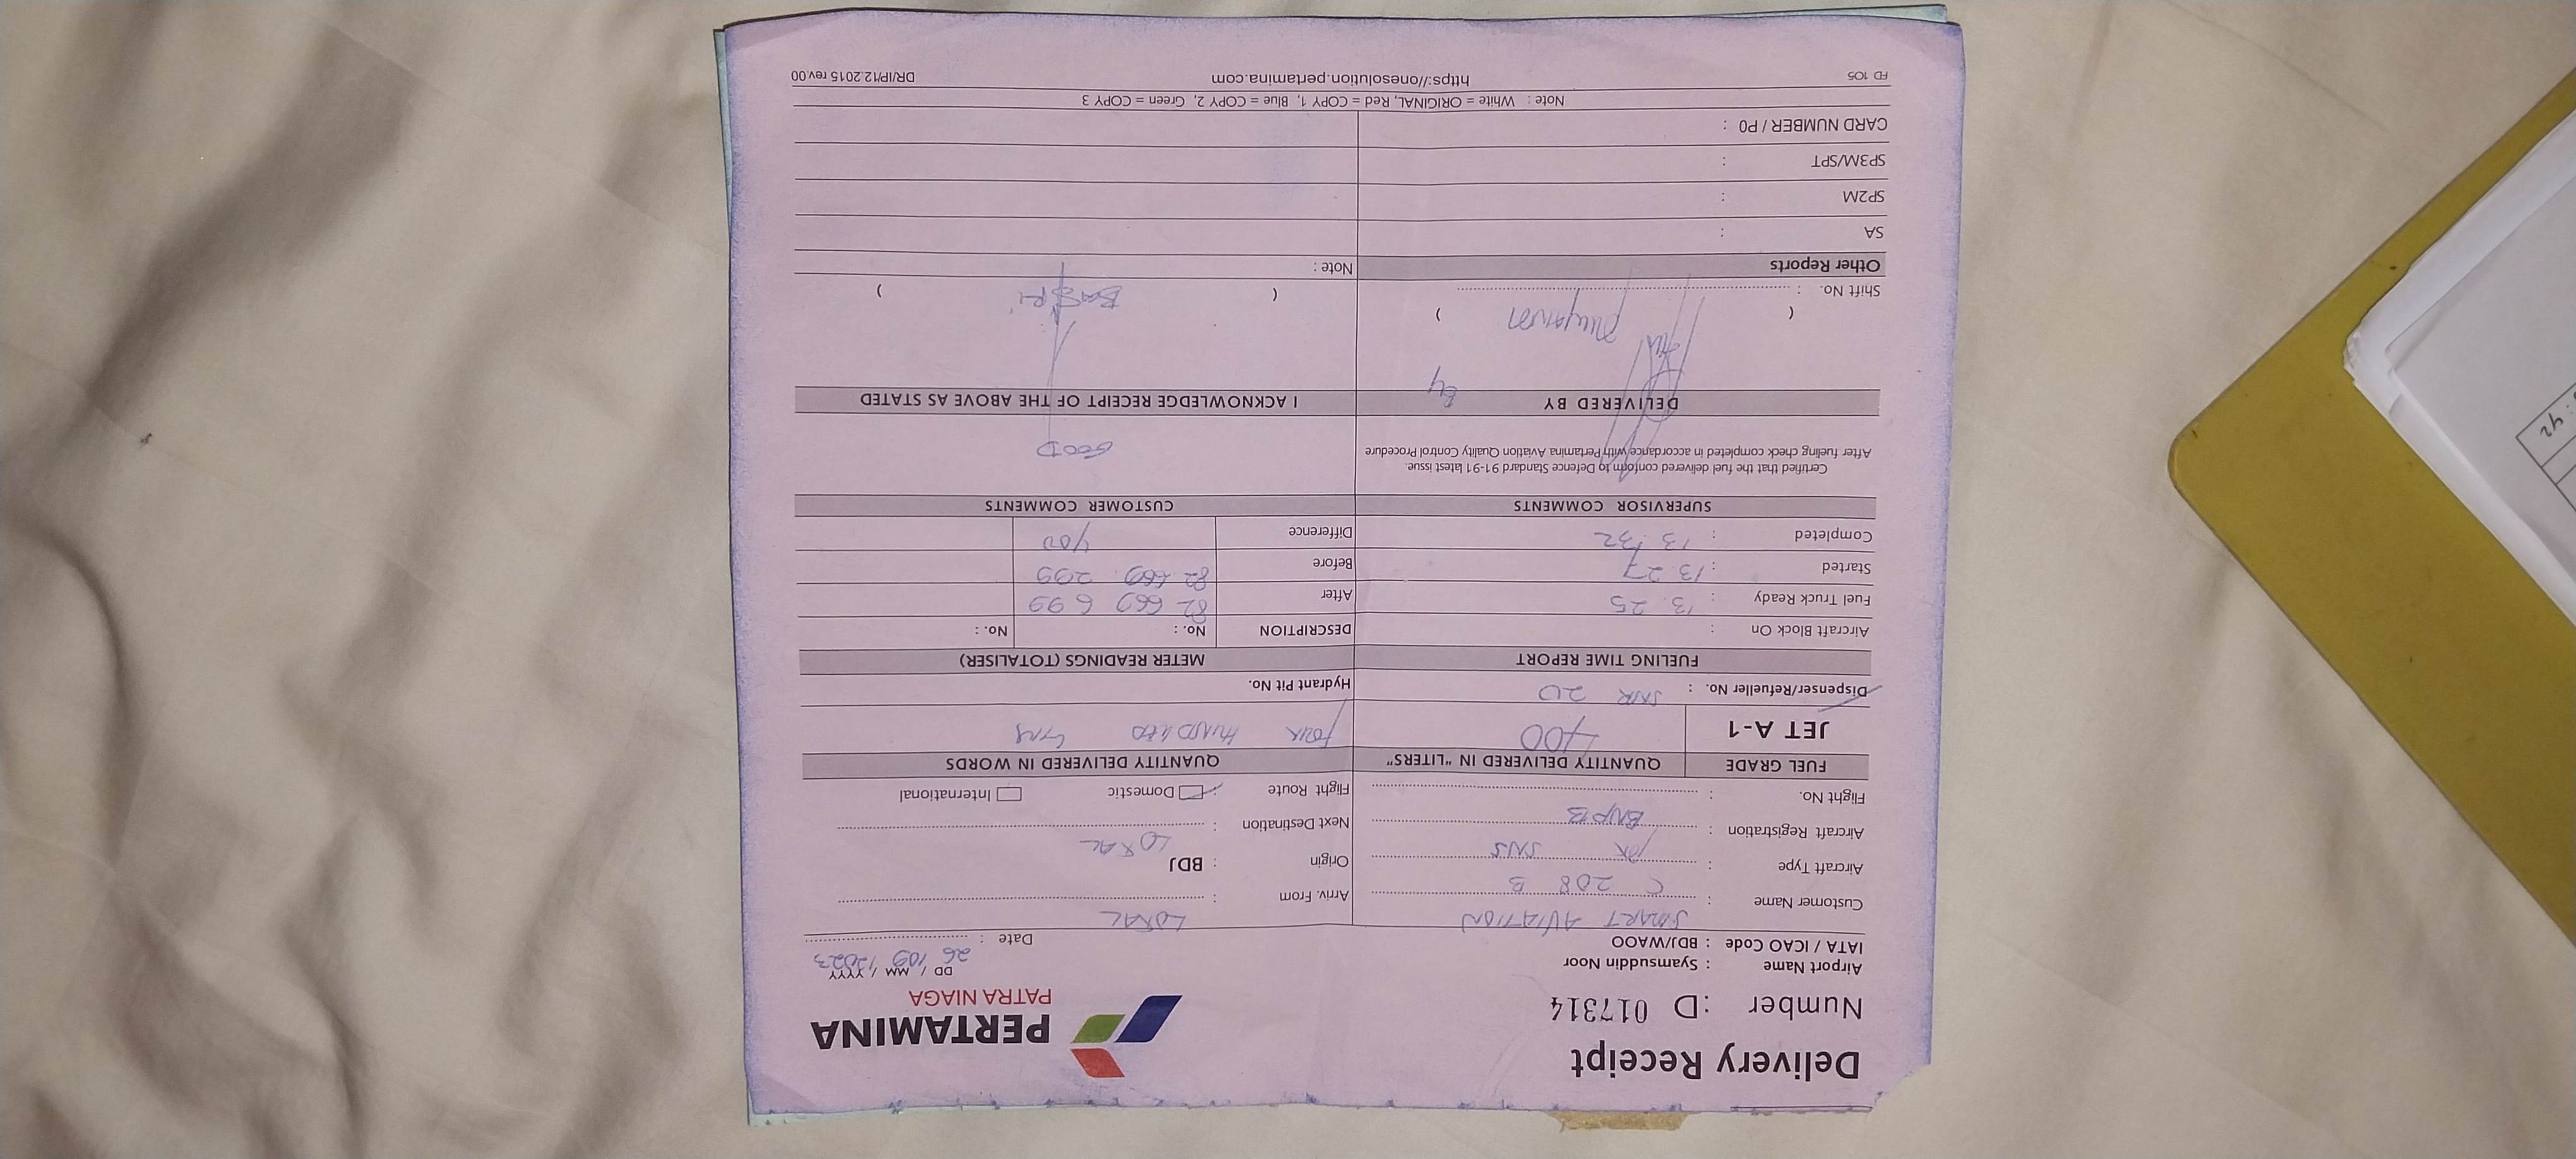 Delivery Receipt
PERTAMINA
PATRA NIAGA
Number : D 017314
Airport Name : Syamsuddin Noor
DD / MM / YYYY
IATA / ICAO Code : BDJ/WAOO
Date : 26 / 09 / 2023
Customer Name : SMART AVIATION
Arriv. From : LOKAL
Aircraft Type : C 208 B
Origin : BDJ
Aircraft Registration : PK SNS
Next Destination : LOKAL
Flight No. :
Flight Route : Domestic International
FUEL GRADE QUANTITY DELIVERED IN "LITERS" QUANTITY DELIVERED IN WORDS
JET A-1 400 FOUR HUNDRED
Dispenser/Refueller No. : 20 Hydrant Pit No.
FUELING TIME REPORT METER READINGS (TOTALISER)
Aircraft Block On : DESCRIPTION No. : No. :
Fuel Truck Ready : 13.25 After 82 669 699
Started : 13.27 Before 82 669 299
Completed : 13.32 Difference 400
SUPERVISOR COMMENTS CUSTOMER COMMENTS
Certified that the fuel delivered conform to Defence Standard 91-91 latest issue.
After fueling check completed in accordance with Pertamina Aviation Quality Control Procedure
GOOD
DELIVERED BY I ACKNOWLEDGE RECEIPT OF THE ABOVE AS STATED
( ) ( )
Shift No. :
Other Reports Note :
SA :
SP2M :
SP3M/SPT :
CARD NUMBER / P0 :
Note : White = ORIGINAL, Red = COPY 1, Blue = COPY 2, Green = COPY 3
FD 105 https://onesolution.pertamina.com DR/IP/12.2015 rev.00